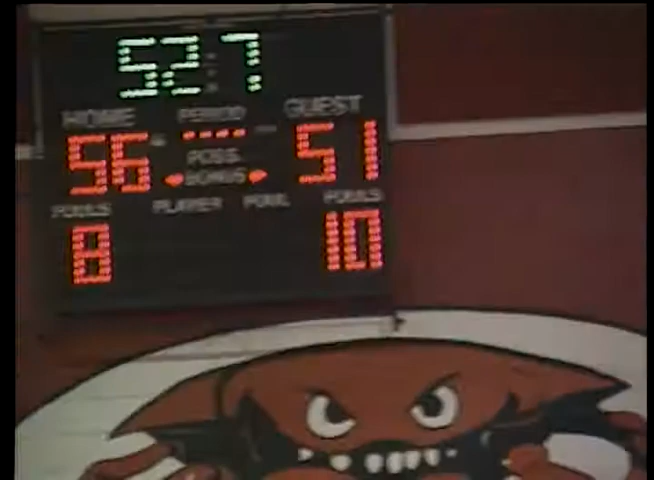 52:7
HOME PERIOD GUEST
56 51
POSS.
BONUS
FOULS PLAYER FOUL FOULS
8 10